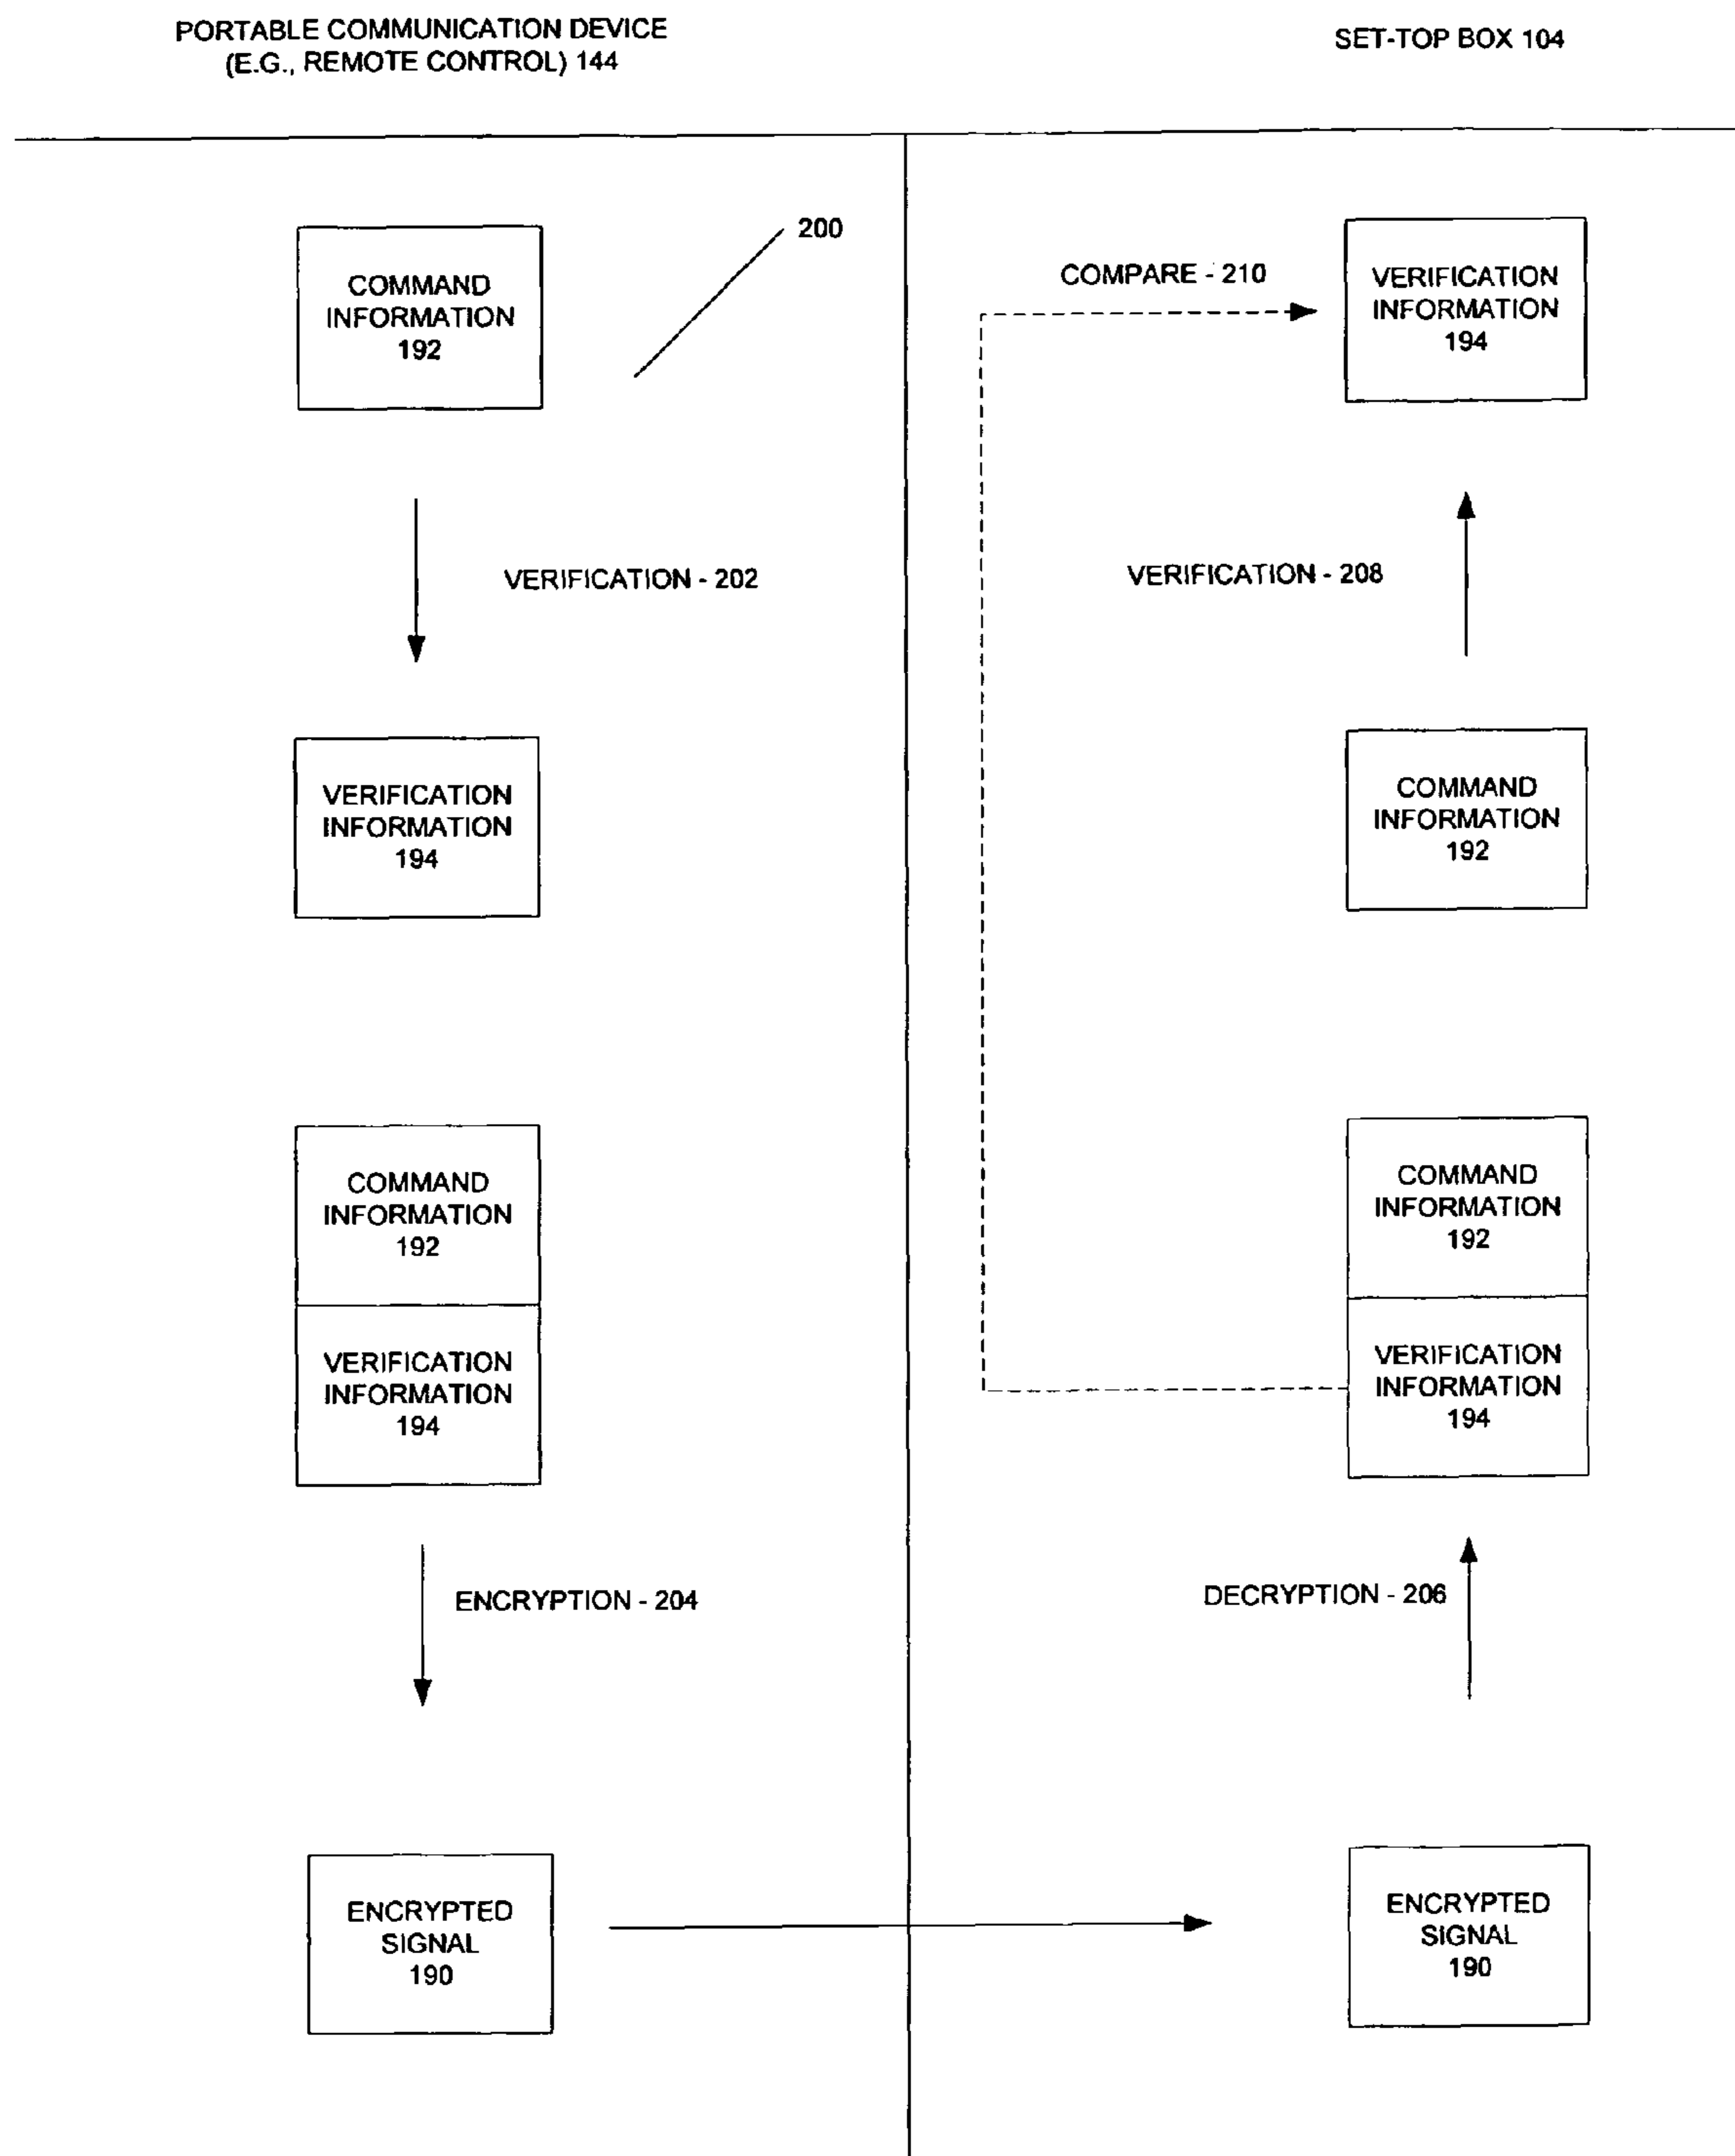 PORTABLE COMMUNICATION DEVICE
(E.G., REMOTE CONTROL) 144
SET-TOP BOX 104
200
COMMAND
INFORMATION
192
VERIFICATION - 202
VERIFICATION
INFORMATION
194
COMMAND
INFORMATION
192
VERIFICATION
INFORMATION
194
ENCRYPTION - 204
ENCRYPTED
SIGNAL
190
COMPARE - 210
VERIFICATION
INFORMATION
194
VERIFICATION - 208
COMMAND
INFORMATION
192
COMMAND
INFORMATION
192
VERIFICATION
INFORMATION
194
DECRYPTION - 206
ENCRYPTED
SIGNAL
190